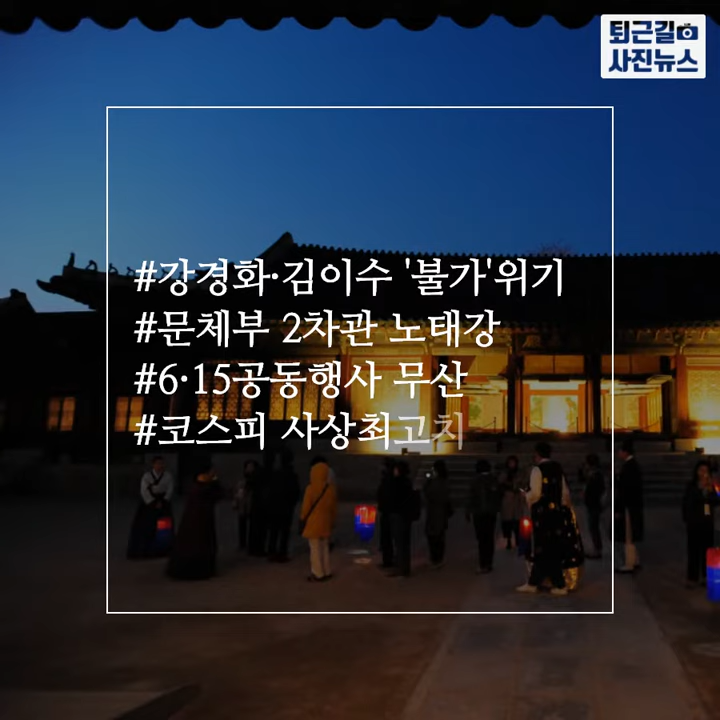 퇴근길
사진뉴스
#강경화·김이수 '불가'위기
#문체부 2차관 노태강
#6·15공동행사 무산
#코스피 사상최고치